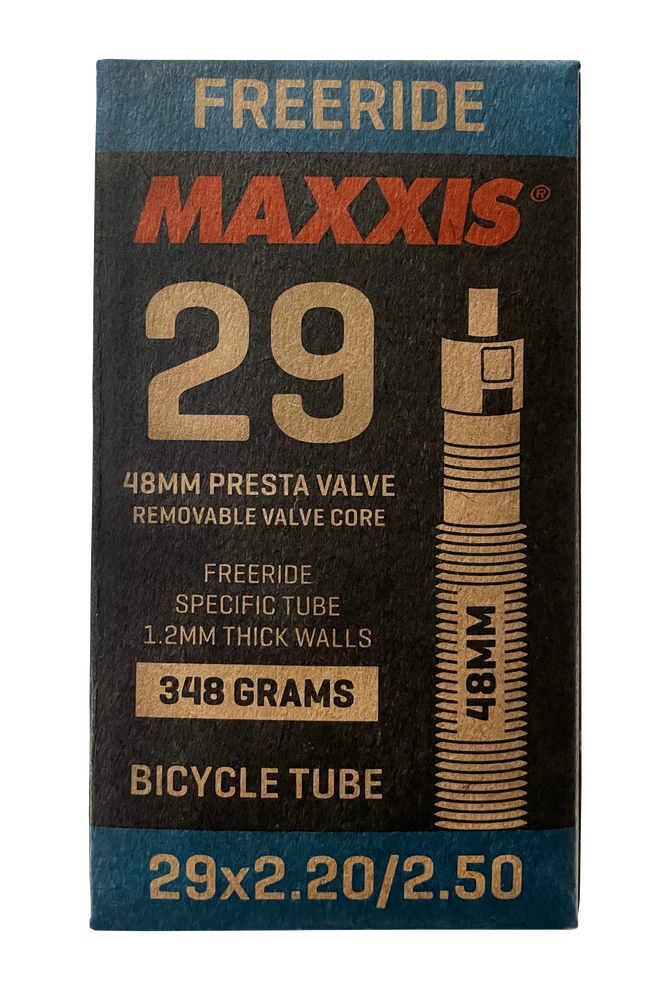 FREERIDE
MAXXIS®
29
48MM PRESTA VALVE
REMOVABLE VALVE CORE
FREERIDE
SPECIFIC TUBE
1.2MM THICK WALLS
348 GRAMS
48MM
BICYCLE TUBE
29x2.20/2.50